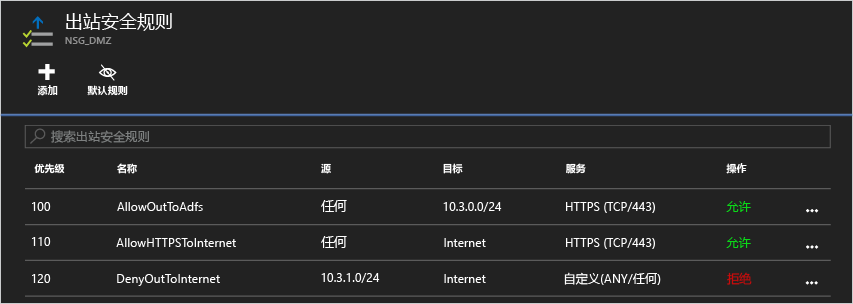 出站安全规则
NSG_DMZ
添加 默认规则
搜索出站安全规则
优先级 名称 源 目标 服务 操作
100 AllowOutToAdfs 任何 10.3.0.0/24 HTTPS (TCP/443) 允许 ...
110 AllowHTTPSToInternet 任何 Internet HTTPS (TCP/443) 允许 ...
120 DenyOutToInternet 10.3.1.0/24 Internet 自定义(ANY/任何) 拒绝 ...